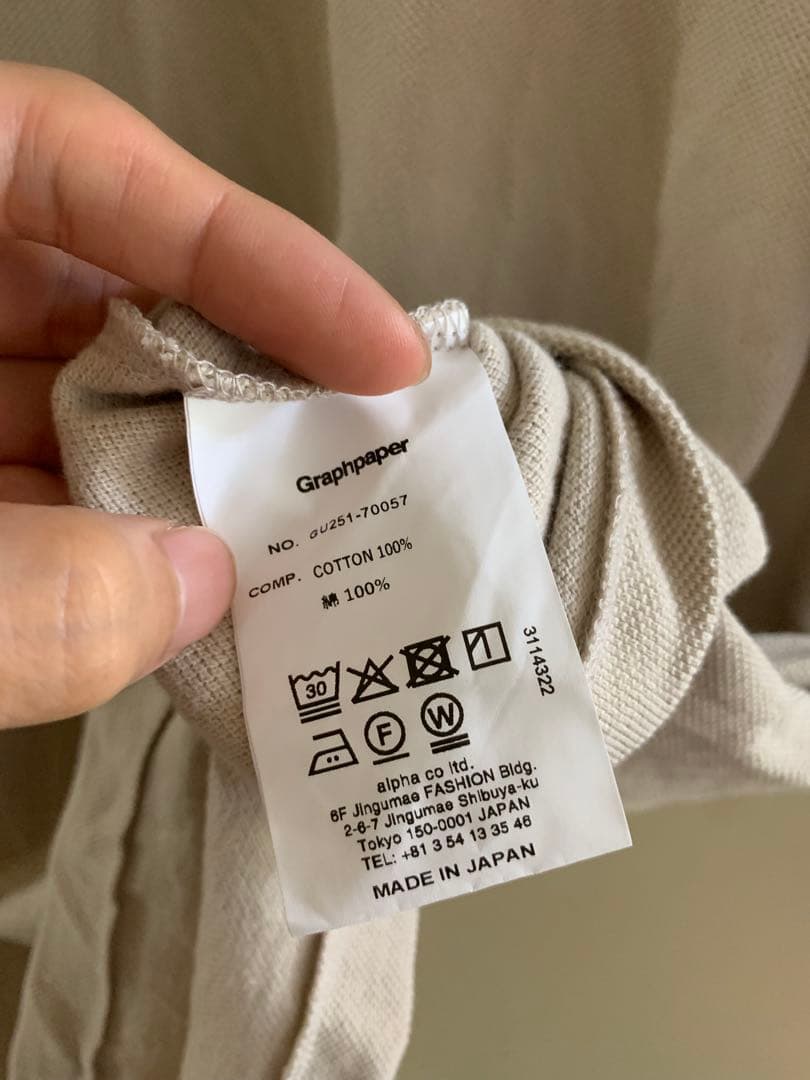 Graphpaper
NO. GU251-70057
COMP. COTTON 100%
綿 100%
3114322
30
F
W
alpha co ltd.
6F Jingumae FASHION Bldg.
2-6-7 Jingumae Shibuya-ku
Tokyo 150-0001 JAPAN
TEL: +81 3 54 13 35 46
MADE IN JAPAN